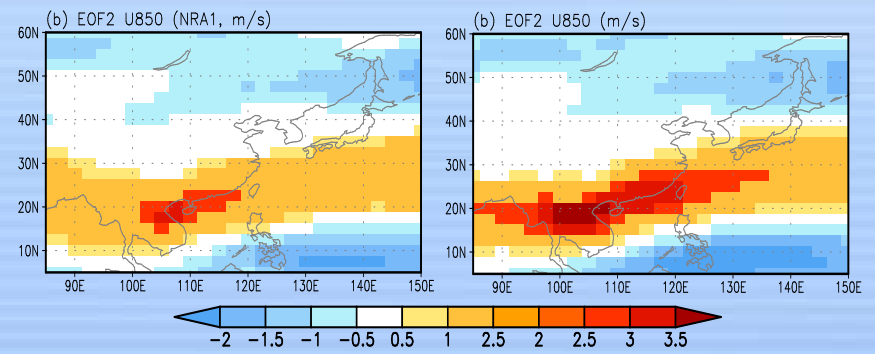 (b) EOF2 U850 (NRA1, m/s)
(b) EOF2 U850 (m/s)
60N
50N
40N
30N
20N
10N
90E 100E 110E 120E 130E 140E 150E
60N
50N
40N
30N
20N
10N
90E 100E 110E 120E 130E 140E 150E
-2 -1.5 -1 -0.5 0.5 1 2.5 2 2.5 3 3.5